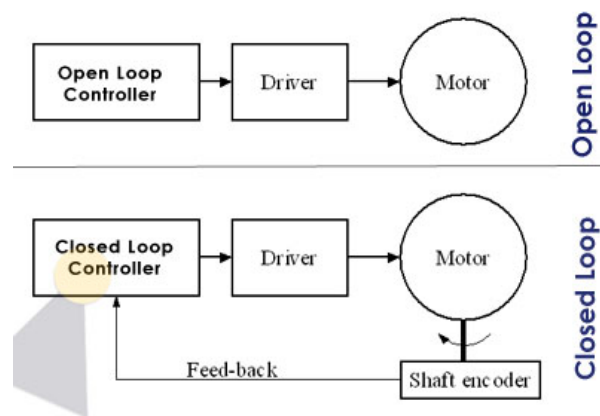 Open Loop
Controller
Driver
Motor
Open Loop
Closed Loop
Controller
Driver
Motor
Closed Loop
Feed-back
Shaft encoder